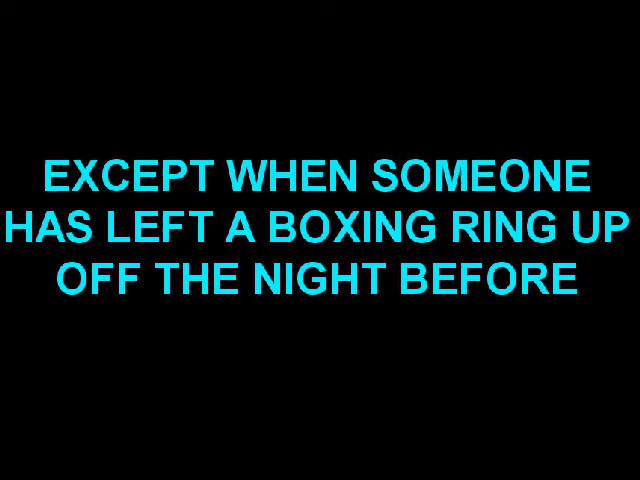 EXCEPT WHEN SOMEONE
HAS LEFT A BOXING RING UP
OFF THE NIGHT BEFORE